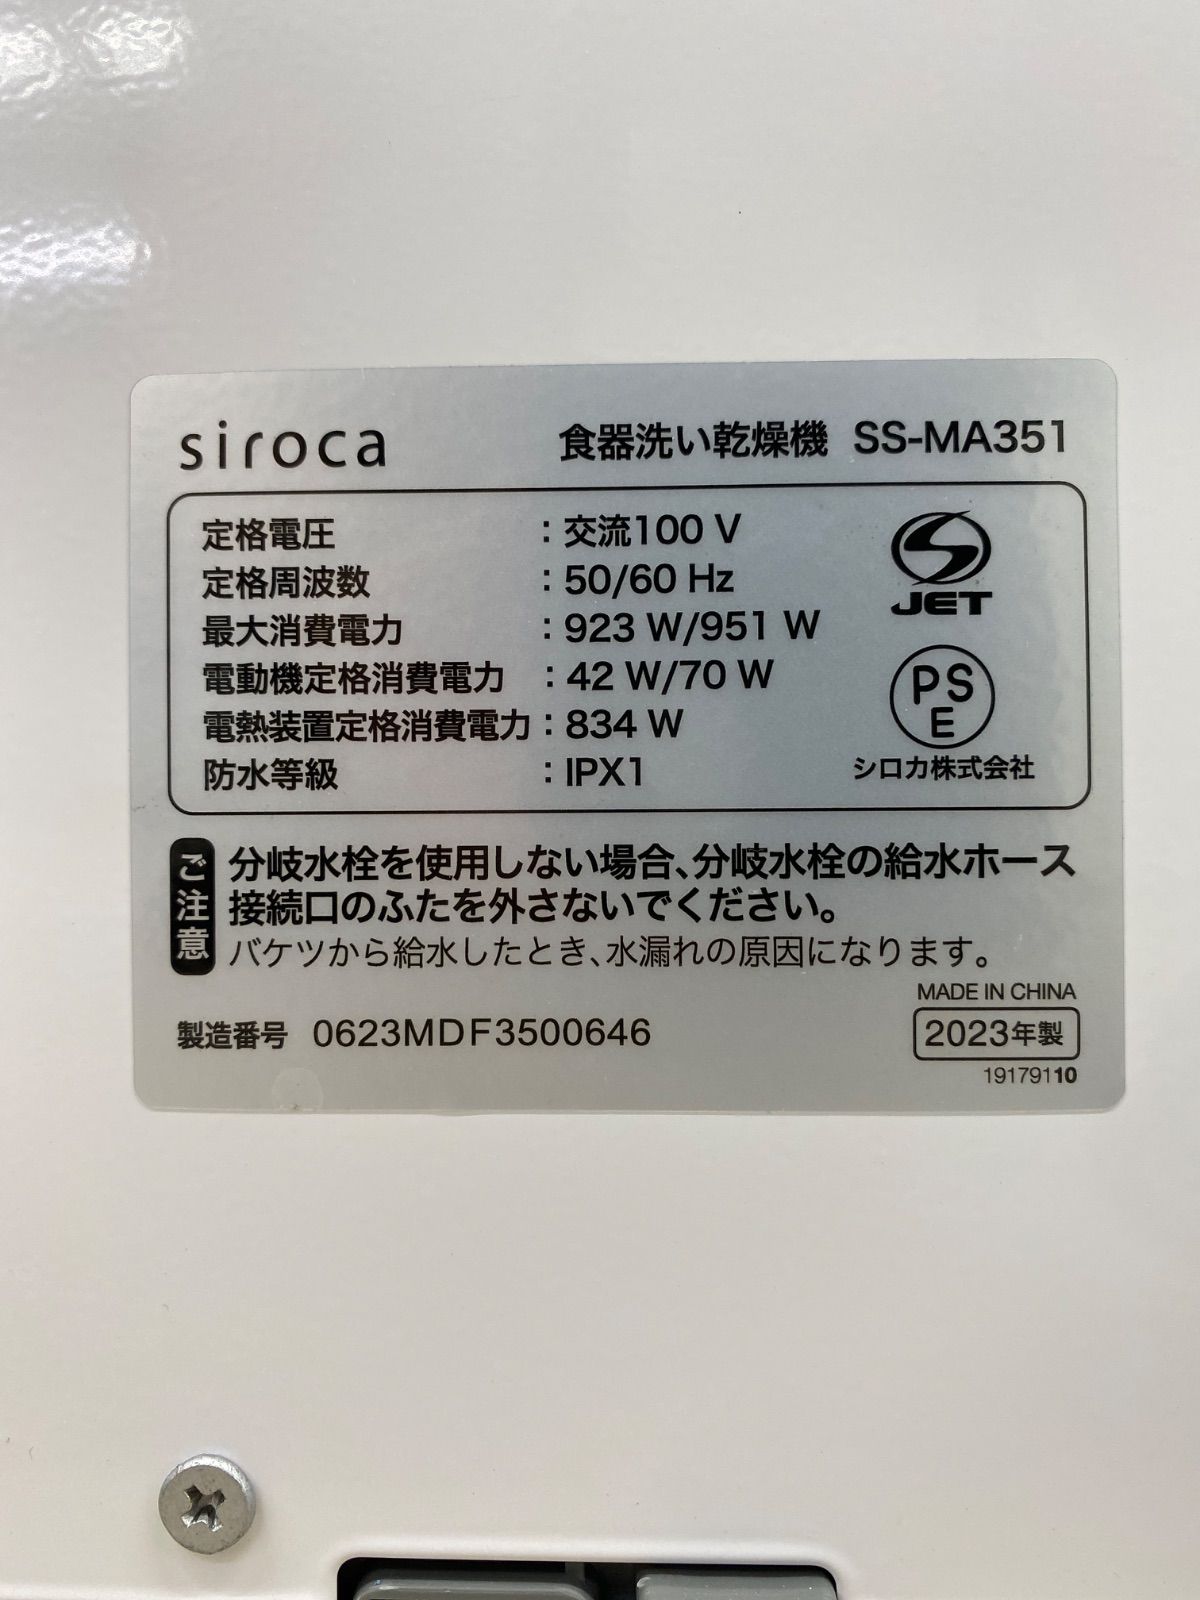 siroca 食器洗い乾燥機 SS-MA351
定格電圧 : 交流100 V
定格周波数 : 50/60 Hz
最大消費電力 : 923 W/951 W
電動機定格消費電力 : 42 W/70 W
電熱装置定格消費電力 : 834 W
防水等級 : IPX1
S
JET
PS
E
シロカ株式会社
ご注意
分岐水栓を使用しない場合、分岐水栓の給水ホース
接続口のふたを外さないでください。
バケツから給水したとき、水漏れの原因になります。
MADE IN CHINA
製造番号 0623MDF3500646
2023年製
19179110